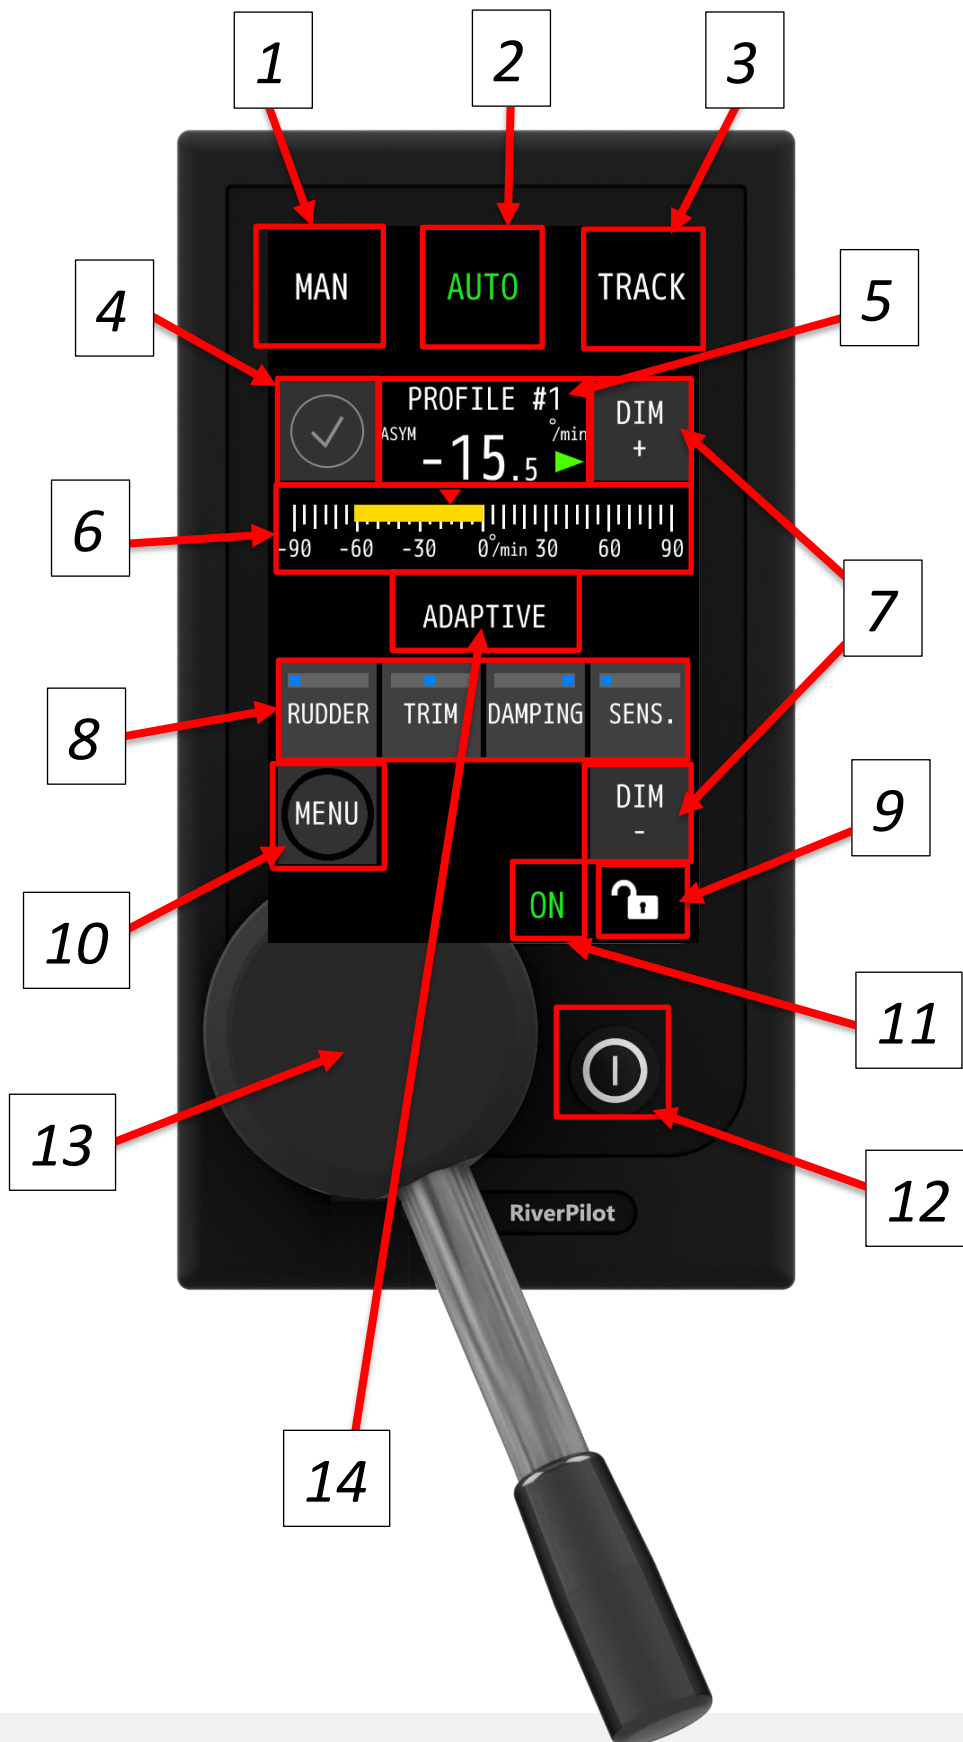 1
2
3
MAN
AUTO
TRACK
4
5
PROFILE #1
DIM
+
ASYM
°/min
-15.5
6
-90 -60 -30 0°/min 30 60 90
7
ADAPTIVE
8
RUDDER
TRIM
DAMPING
SENS.
MENU
DIM
-
9
10
ON
11
12
13
RiverPilot
14